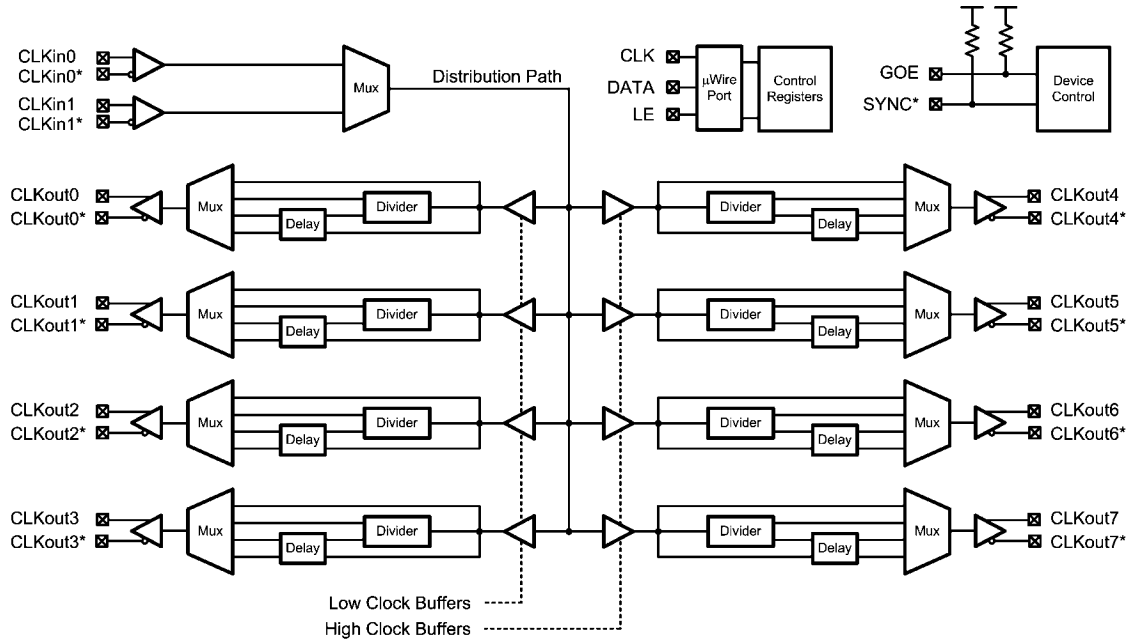 CLKin0
CLKin0*
CLKin1
CLKin1*
Mux
Distribution Path
CLK
DATA
LE
µWire
Port
Control
Registers
GOE
SYNC*
Device
Control
CLKout0
CLKout0*
Mux
Delay
Divider
Divider
Delay
Mux
CLKout4
CLKout4*
CLKout1
CLKout1*
Mux
Delay
Divider
Divider
Delay
Mux
CLKout5
CLKout5*
CLKout2
CLKout2*
Mux
Delay
Divider
Divider
Delay
Mux
CLKout6
CLKout6*
CLKout3
CLKout3*
Mux
Delay
Divider
Divider
Delay
Mux
CLKout7
CLKout7*
Low Clock Buffers
High Clock Buffers